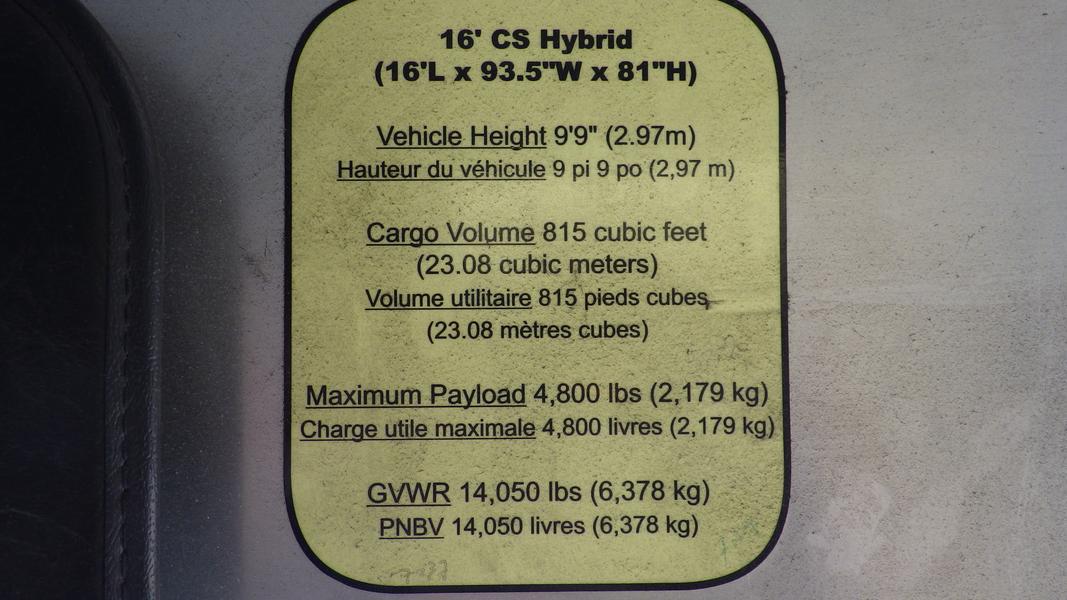 16' CS Hybrid
(16'L x 93.5"W x 81"H)
Vehicle Height 9'9" (2.97m)
Hauteur du véhicule 9 pi 9 po (2,97 m)
Cargo Volume 815 cubic feet
(23.08 cubic meters)
Volume utilitaire 815 pieds cubes
(23.08 mètres cubes)
Maximum Payload 4,800 lbs (2,179 kg)
Charge utile maximale 4,800 livres (2,179 kg)
GVWR 14,050 lbs (6,378 kg)
PNBV 14,050 livres (6,378 kg)